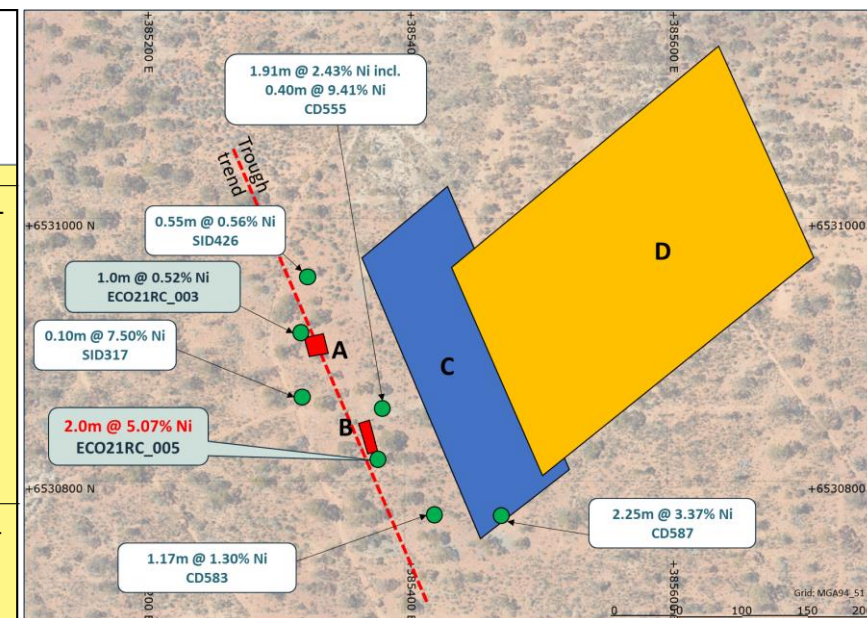 +385200 E
+385600 E
1.91m @ 2.43% Ni incl.
0.40m @ 9.41% Ni
CD555
Trough
trend
0.55m @ 0.56% Ni
SID426
+6531000 N
+6531000 N
1.0m @ 0.52% Ni
ECO21RC_003
D
0.10m @ 7.50% Ni
SID317
A
C
2.0m @ 5.07% Ni
ECO21RC_005
B
+6530800 N
+6530800 N
2.25m @ 3.37% Ni
CD587
1.17m @ 1.30% Ni
CD583
+385400 E
Grid: MGA94_51
0
100
150